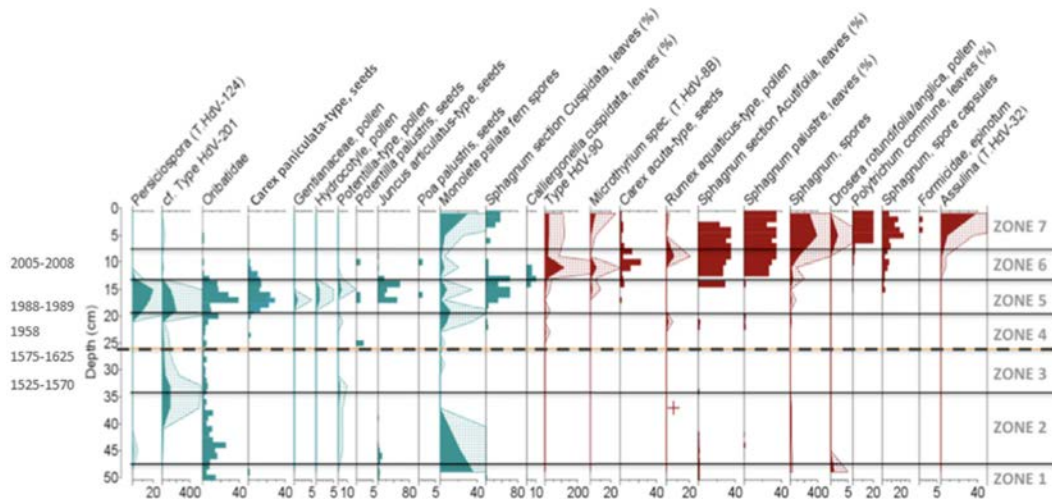 Persiciospora (T.HdV-124)
cf. Type HdV-201
Oribatidae
Carex paniculata-type, seeds
Gentianaceae, pollen
Hydrocotyle, pollen
Potentilla-type, pollen
Potentilla palustris, seeds
Juncus articulatus-type, seeds
Poa palustris, seeds
Monolete psilate fern spores
Sphagnum section Cuspidata, leaves (%)
Calliergonella cuspidata, leaves (%)
Type HdV-90
Microthyrium spec. (T.HdV-8B)
Carex acuta-type, seeds
Rumex aquaticus-type, pollen
Sphagnum section Acutifolia, leaves (%)
Sphagnum palustre, leaves (%)
Sphagnum, spores
Drosera rotundifolia/anglica, pollen
Polytrichum commune, leaves (%)
Sphagnum, spore capsules
Formicidae, epinotum
Assulina (T.HdV-32)
0
5 ZONE 7
2005-2008 10 ZONE 6
15
1988-1989 ZONE 5
20
1958 ZONE 4
25
1575-1625 30 ZONE 3
1525-1570
35
40 ZONE 2
45
50 ZONE 1
Depth (cm)
20 400 40 40 5 5 10 5 80 5 40 80 10 200 20 40 5 40 40 400 5 20 20 5 40